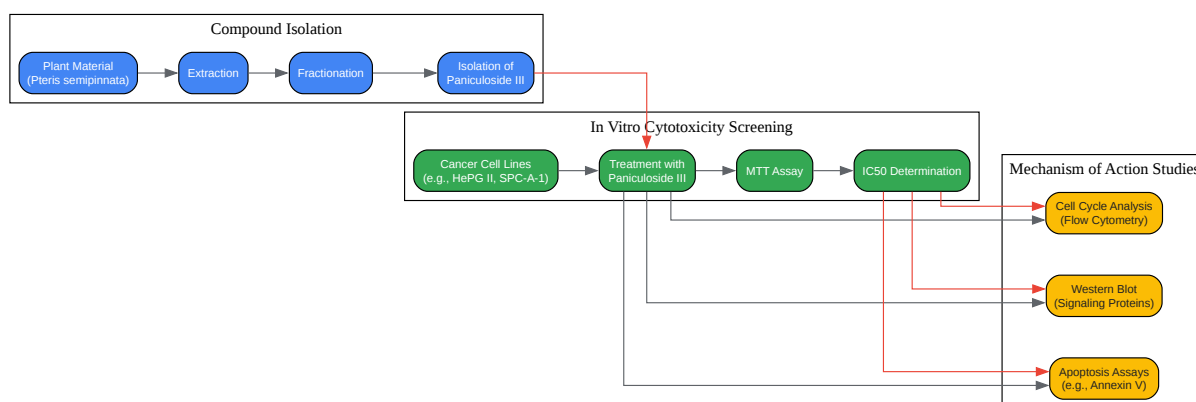 Compound Isolation
Plant Material
(Pteris semipinnata)
Extraction
Fractionation
Isolation of
Paniculoside III
In Vitro Cytotoxicity Screening
Cancer Cell Lines
(e.g., HePG II, SPC-A-1)
Treatment with
Paniculoside III
MTT Assay
IC50 Determination
Mechanism of Action Studies
Cell Cycle Analysis
(Flow Cytometry)
Western Blot
(Signaling Proteins)
Apoptosis Assays
(e.g., Annexin V)